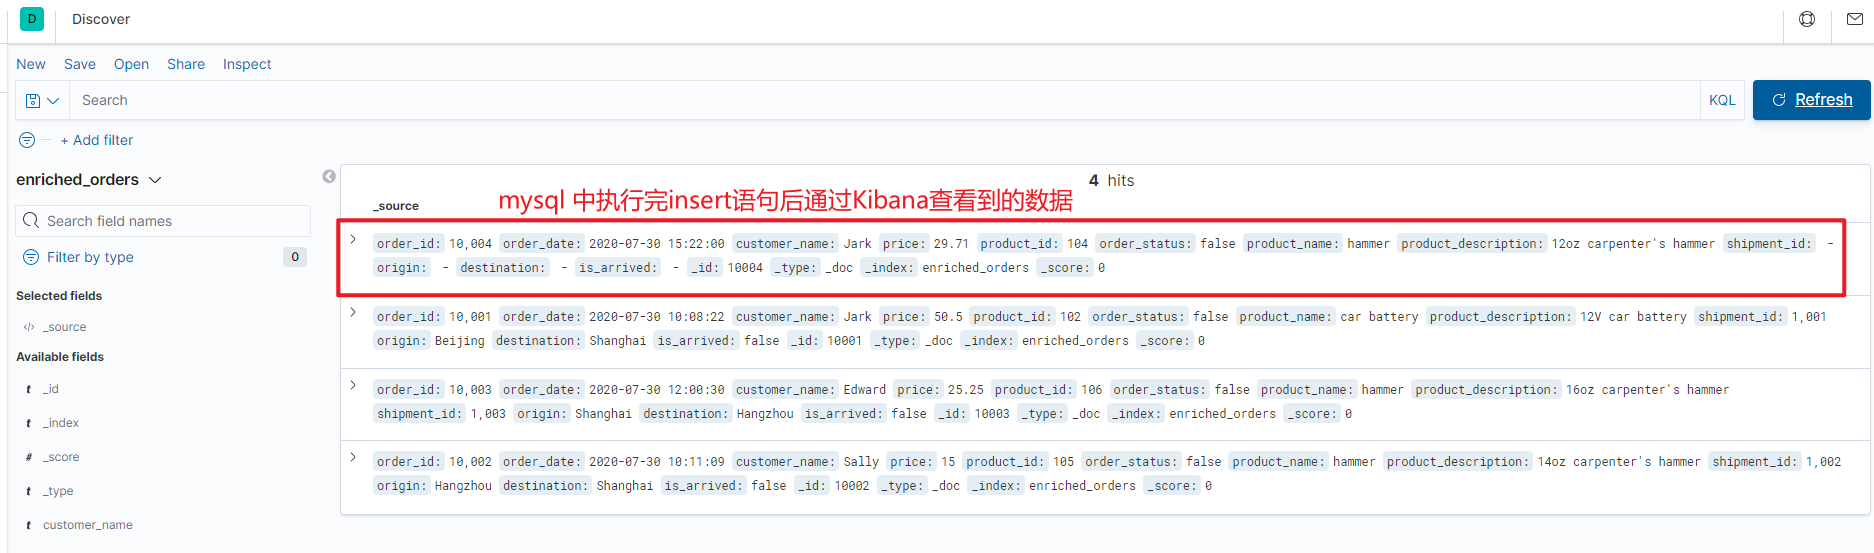 D Discover
New Save Open Share Inspect
Search KQL Refresh
+ Add filter
enriched_orders
4 hits
mysql 中执行完insert语句后通过Kibana查看到的数据
_source
Search field names
Filter by type 0
Selected fields
</> _source
Available fields
t _id
t _index
# _score
t _type
t customer_name
order_id: 10,004 order_date: 2020-07-30 15:22:00 customer_name: Jark price: 29.71 product_id: 104 order_status: false product_name: hammer product_description: 12oz carpenter's hammer shipment_id: -
origin: - destination: - is_arrived: - _id: 10004 _type: _doc _index: enriched_orders _score: 0
order_id: 10,001 order_date: 2020-07-30 10:08:22 customer_name: Jark price: 50.5 product_id: 102 order_status: false product_name: car battery product_description: 12V car battery shipment_id: 1,001
origin: Beijing destination: Shanghai is_arrived: false _id: 10001 _type: _doc _index: enriched_orders _score: 0
order_id: 10,003 order_date: 2020-07-30 12:00:30 customer_name: Edward price: 25.25 product_id: 106 order_status: false product_name: hammer product_description: 16oz carpenter's hammer
shipment_id: 1,003 origin: Shanghai destination: Hangzhou is_arrived: false _id: 10003 _type: _doc _index: enriched_orders _score: 0
order_id: 10,002 order_date: 2020-07-30 10:11:09 customer_name: Sally price: 15 product_id: 105 order_status: false product_name: hammer product_description: 14oz carpenter's hammer shipment_id: 1,002
origin: Hangzhou destination: Shanghai is_arrived: false _id: 10002 _type: _doc _index: enriched_orders _score: 0